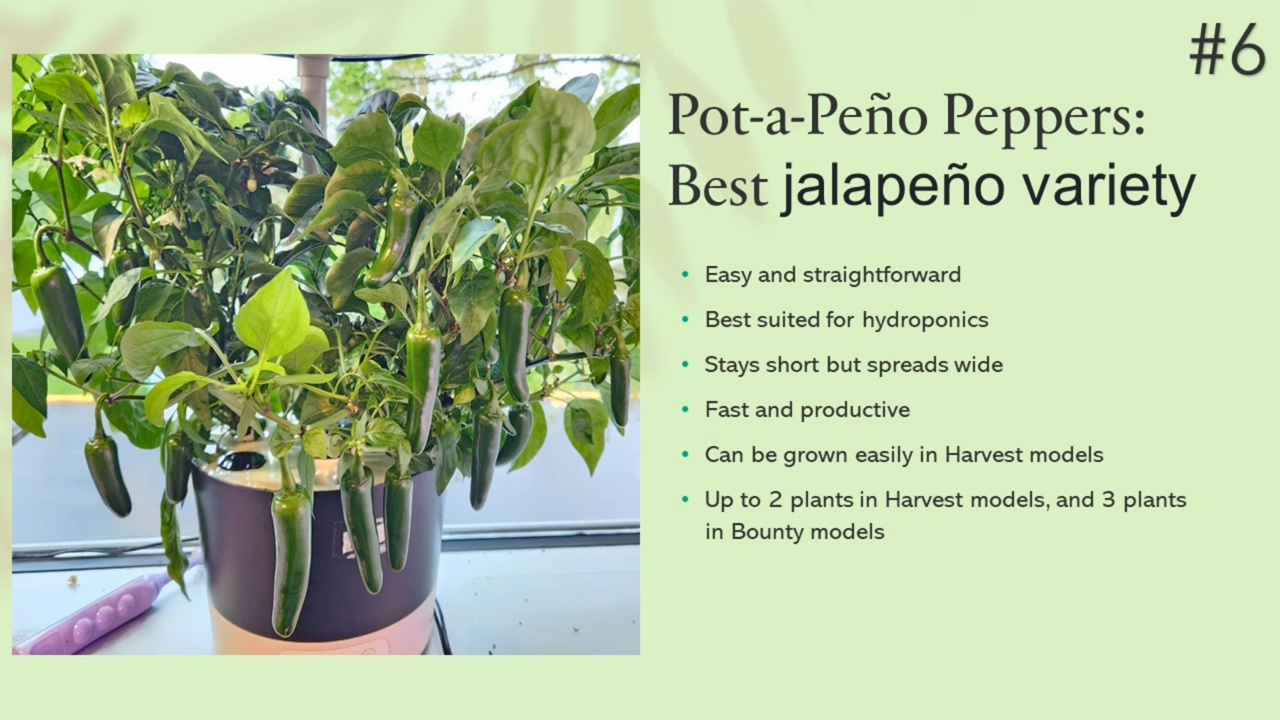 #6
Pot-a-Peño Peppers:
Best jalapeño variety
• Easy and straightforward
• Best suited for hydroponics
• Stays short but spreads wide
• Fast and productive
• Can be grown easily in Harvest models
• Up to 2 plants in Harvest models, and 3 plants
in Bounty models